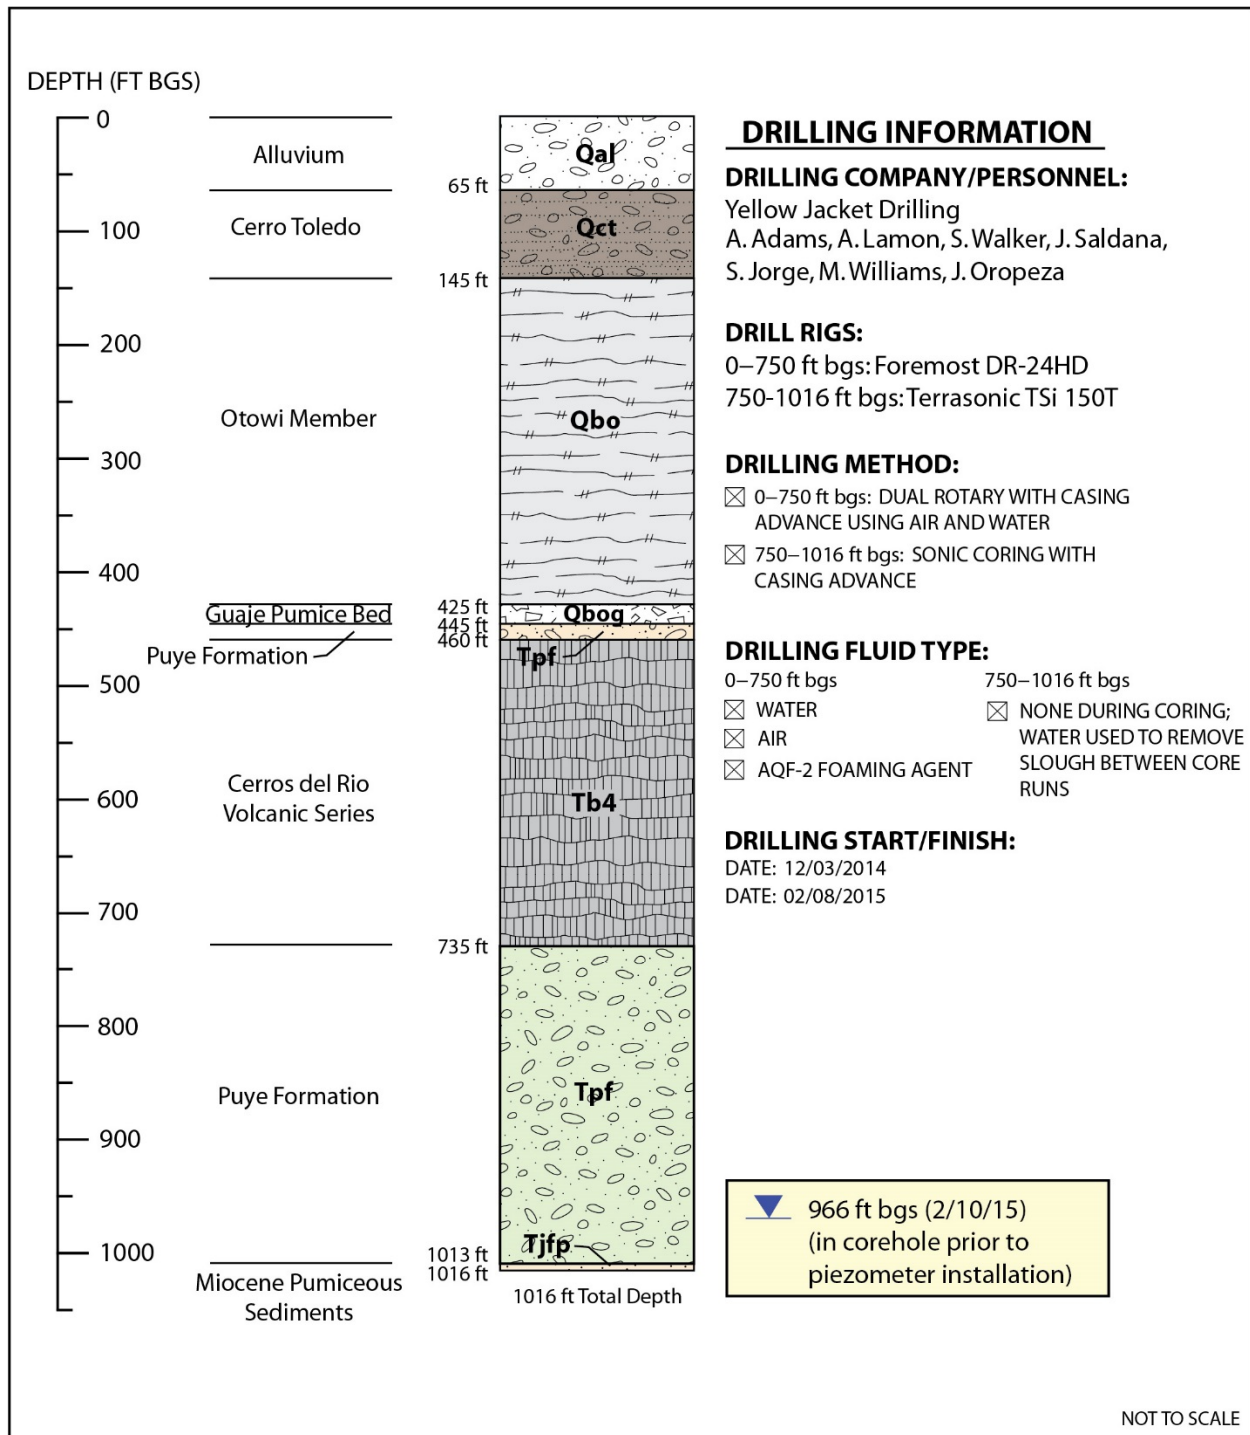 DEPTH (FT BGS)
0
100
200
300
400
500
600
700
800
900
1000
Alluvium
Cerro Toledo
Otowi Member
Guaje Pumice Bed
Puye Formation
Cerros del Rio
Volcanic Series
Puye Formation
Miocene Pumiceous
Sediments
65 ft
145 ft
425 ft
445 ft
460 ft
735 ft
1013 ft
1016 ft
Qal
Qct
Qbo
Qbog
Tpf
Tb4
Tpf
Tjfp
1016 ft Total Depth
DRILLING INFORMATION
DRILLING COMPANY/PERSONNEL:
Yellow Jacket Drilling
A. Adams, A. Lamon, S. Walker, J. Saldana,
S. Jorge, M. Williams, J. Oropeza
DRILL RIGS:
0–750 ft bgs: Foremost DR-24HD
750-1016 ft bgs: Terrasonic TSi 150T
DRILLING METHOD:
0–750 ft bgs: DUAL ROTARY WITH CASING
ADVANCE USING AIR AND WATER
750–1016 ft bgs: SONIC CORING WITH
CASING ADVANCE
DRILLING FLUID TYPE:
0–750 ft bgs
WATER
AIR
AQF-2 FOAMING AGENT
750–1016 ft bgs
NONE DURING CORING;
WATER USED TO REMOVE
SLOUGH BETWEEN CORE
RUNS
DRILLING START/FINISH:
DATE: 12/03/2014
DATE: 02/08/2015
966 ft bgs (2/10/15)
(in corehole prior to
piezometer installation)
NOT TO SCALE